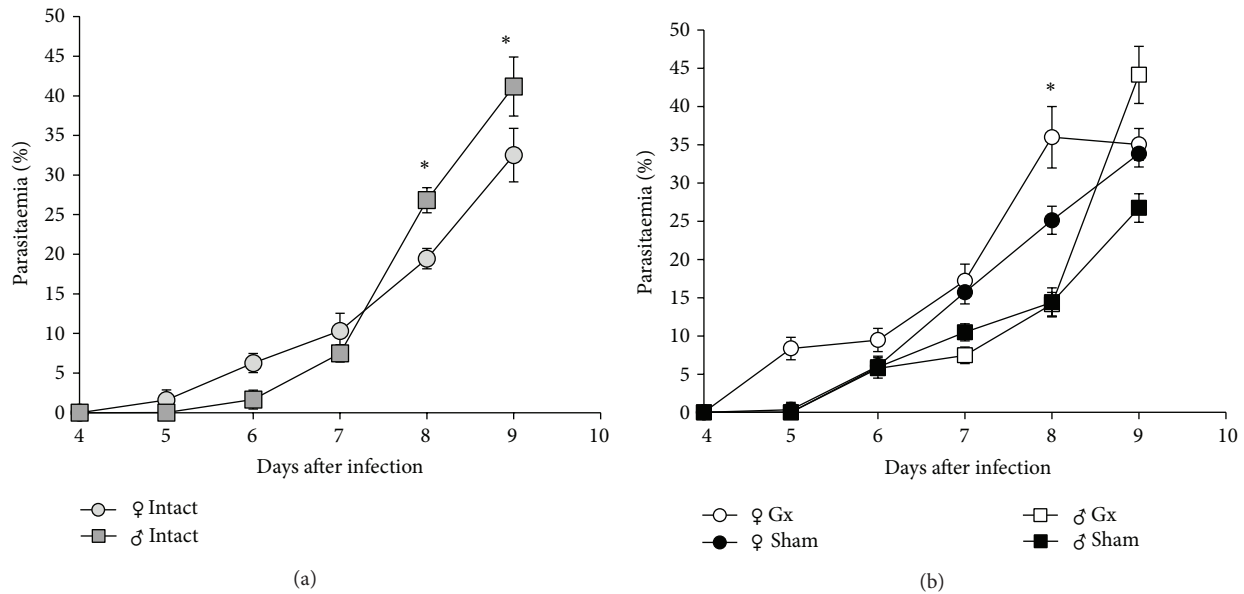 50
45
40
35
30
25
20
15
10
5
0
Parasitaemia (%)
*
*
4 5 6 7 8 9 10
Days after infection
♀ Intact
♂ Intact
(a)
50
45
40
35
30
25
20
15
10
5
0
Parasitaemia (%)
*
4 5 6 7 8 9 10
Days after infection
♀ Gx
♀ Sham
♂ Gx
♂ Sham
(b)